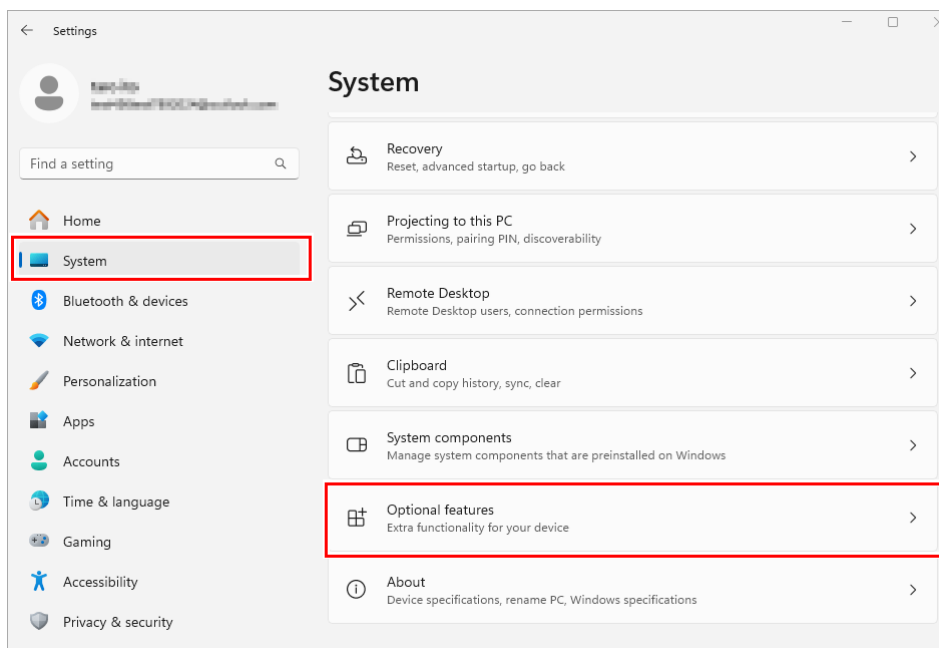 Settings
System
Find a setting
Home
System
Bluetooth & devices
Network & internet
Personalization
Apps
Accounts
Time & language
Gaming
Accessibility
Privacy & security
Recovery
Reset, advanced startup, go back
Projecting to this PC
Permissions, pairing PIN, discoverability
Remote Desktop
Remote Desktop users, connection permissions
Clipboard
Cut and copy history, sync, clear
System components
Manage system components that are preinstalled on Windows
Optional features
Extra functionality for your device
About
Device specifications, rename PC, Windows specifications